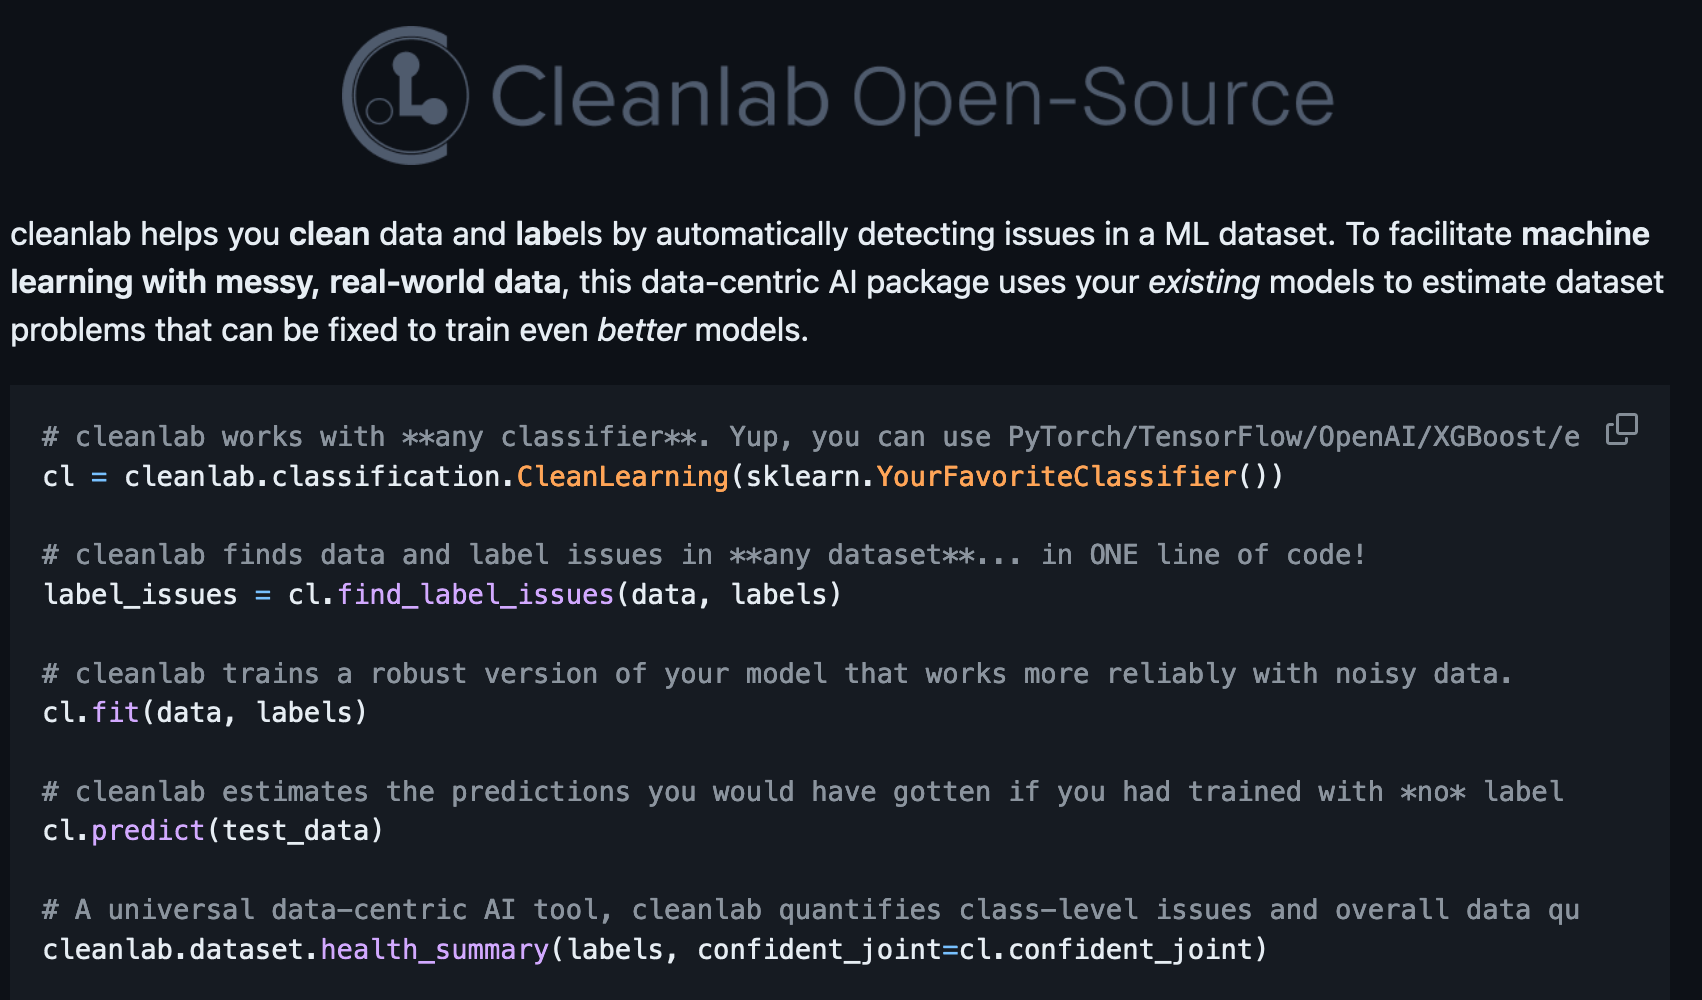 Cleanlab Open-Source
cleanlab helps you clean data and labels by automatically detecting issues in a ML dataset. To facilitate machine
learning with messy, real-world data, this data-centric AI package uses your existing models to estimate dataset
problems that can be fixed to train even better models.
# cleanlab works with **any classifier**. Yup, you can use PyTorch/TensorFlow/OpenAI/XGBoost/e
cl = cleanlab.classification.CleanLearning(sklearn.YourFavoriteClassifier())
# cleanlab finds data and label issues in **any dataset**... in ONE line of code!
label_issues = cl.find_label_issues(data, labels)
# cleanlab trains a robust version of your model that works more reliably with noisy data.
cl.fit(data, labels)
# cleanlab estimates the predictions you would have gotten if you had trained with *no* label
cl.predict(test_data)
# A universal data-centric AI tool, cleanlab quantifies class-level issues and overall data qu
cleanlab.dataset.health_summary(labels, confident_joint=cl.confident_joint)